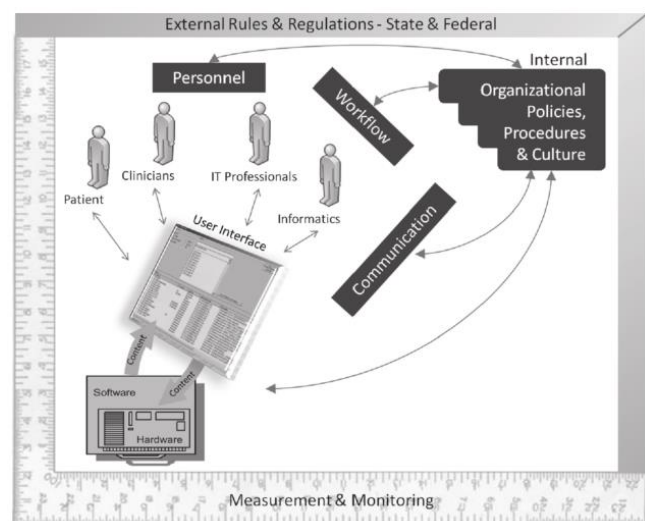 External Rules & Regulations - State & Federal
Internal
Personnel
Organizational
Policies,
Procedures
& Culture
Workflow
Clinicians
IT Professionals
Patient
Informatics
User Interface
Communication
Content
Content
Software
Hardware
Measurement & Monitoring